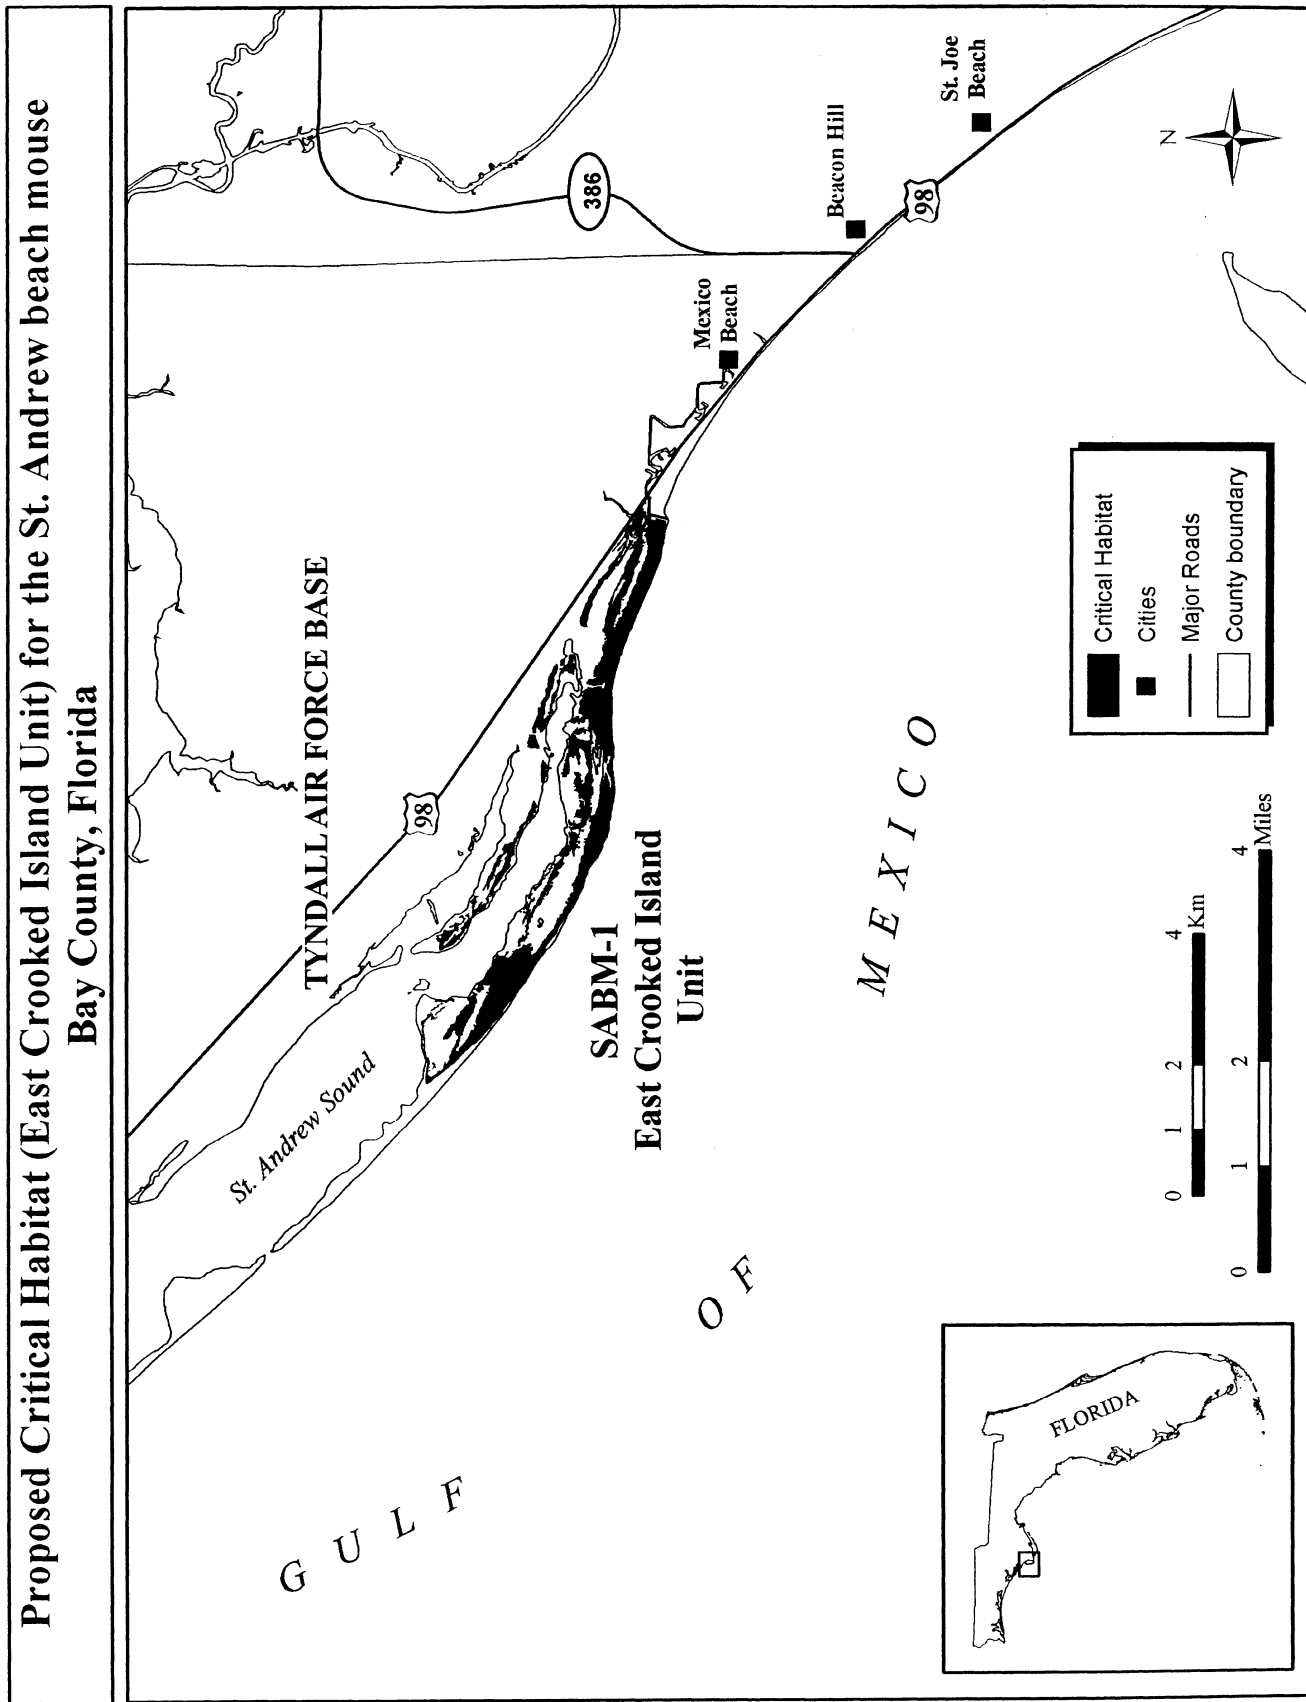 Proposed Critical Habitat (East Crooked Island Unit) for the St. Andrew beach mouse
Bay County, Florida
TYNDALL AIR FORCE BASE
98
386
St. Andrew Sound
Mexico
Beach
Beacon Hill
St. Joe
Beach
98
SABM-1
East Crooked Island
Unit
GULF
OF
MEXICO
N
FLORIDA
0 1 2 4
Km
0 1 2 4
Miles
Critical Habitat
Cities
Major Roads
County boundary